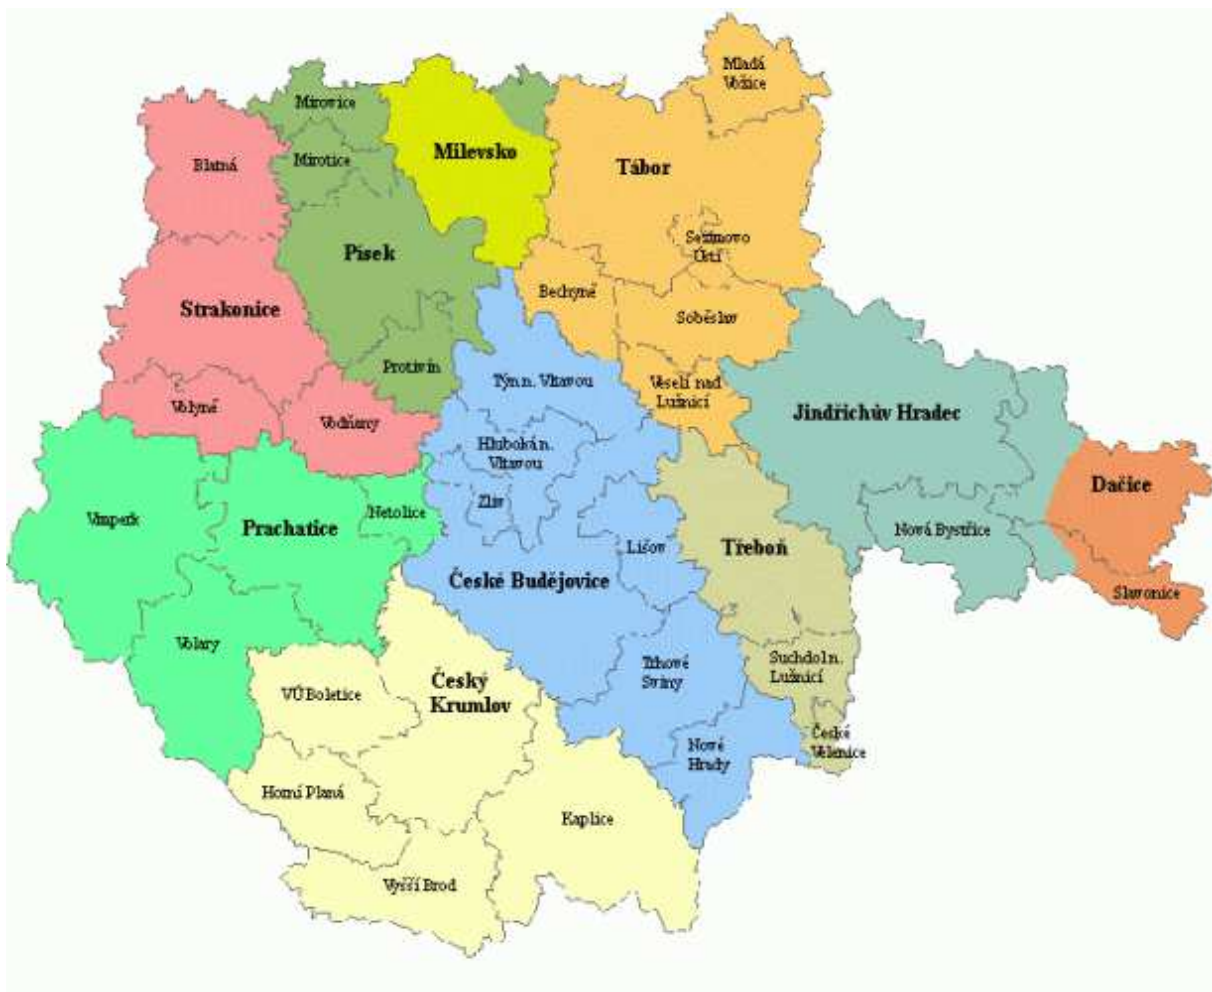 Mladá
Vožice
Mirovice
Milevsko
Mirotice
Blatná
Tábor
Sezimovo
Ústí
Písek
Bechyně
Strakonice
Soběslav
Protivín
Týn n. Vltavou
Veselí nad
Lužnicí
Volyně
Vodňany
Jindřichův Hradec
Hluboká n.
Vltavou
Dačice
Zliv
Netolice
Vimperk
Prachatice
Nová Bystřice
Lišov
Třeboň
České Budějovice
Slavonice
Volary
Trhové
Sviny
Suchdol n.
Lužnicí
VÚ Boletice
Český
Krumlov
České
Velenice
Nové
Hrady
Horní Planá
Kaplice
Vyšší Brod